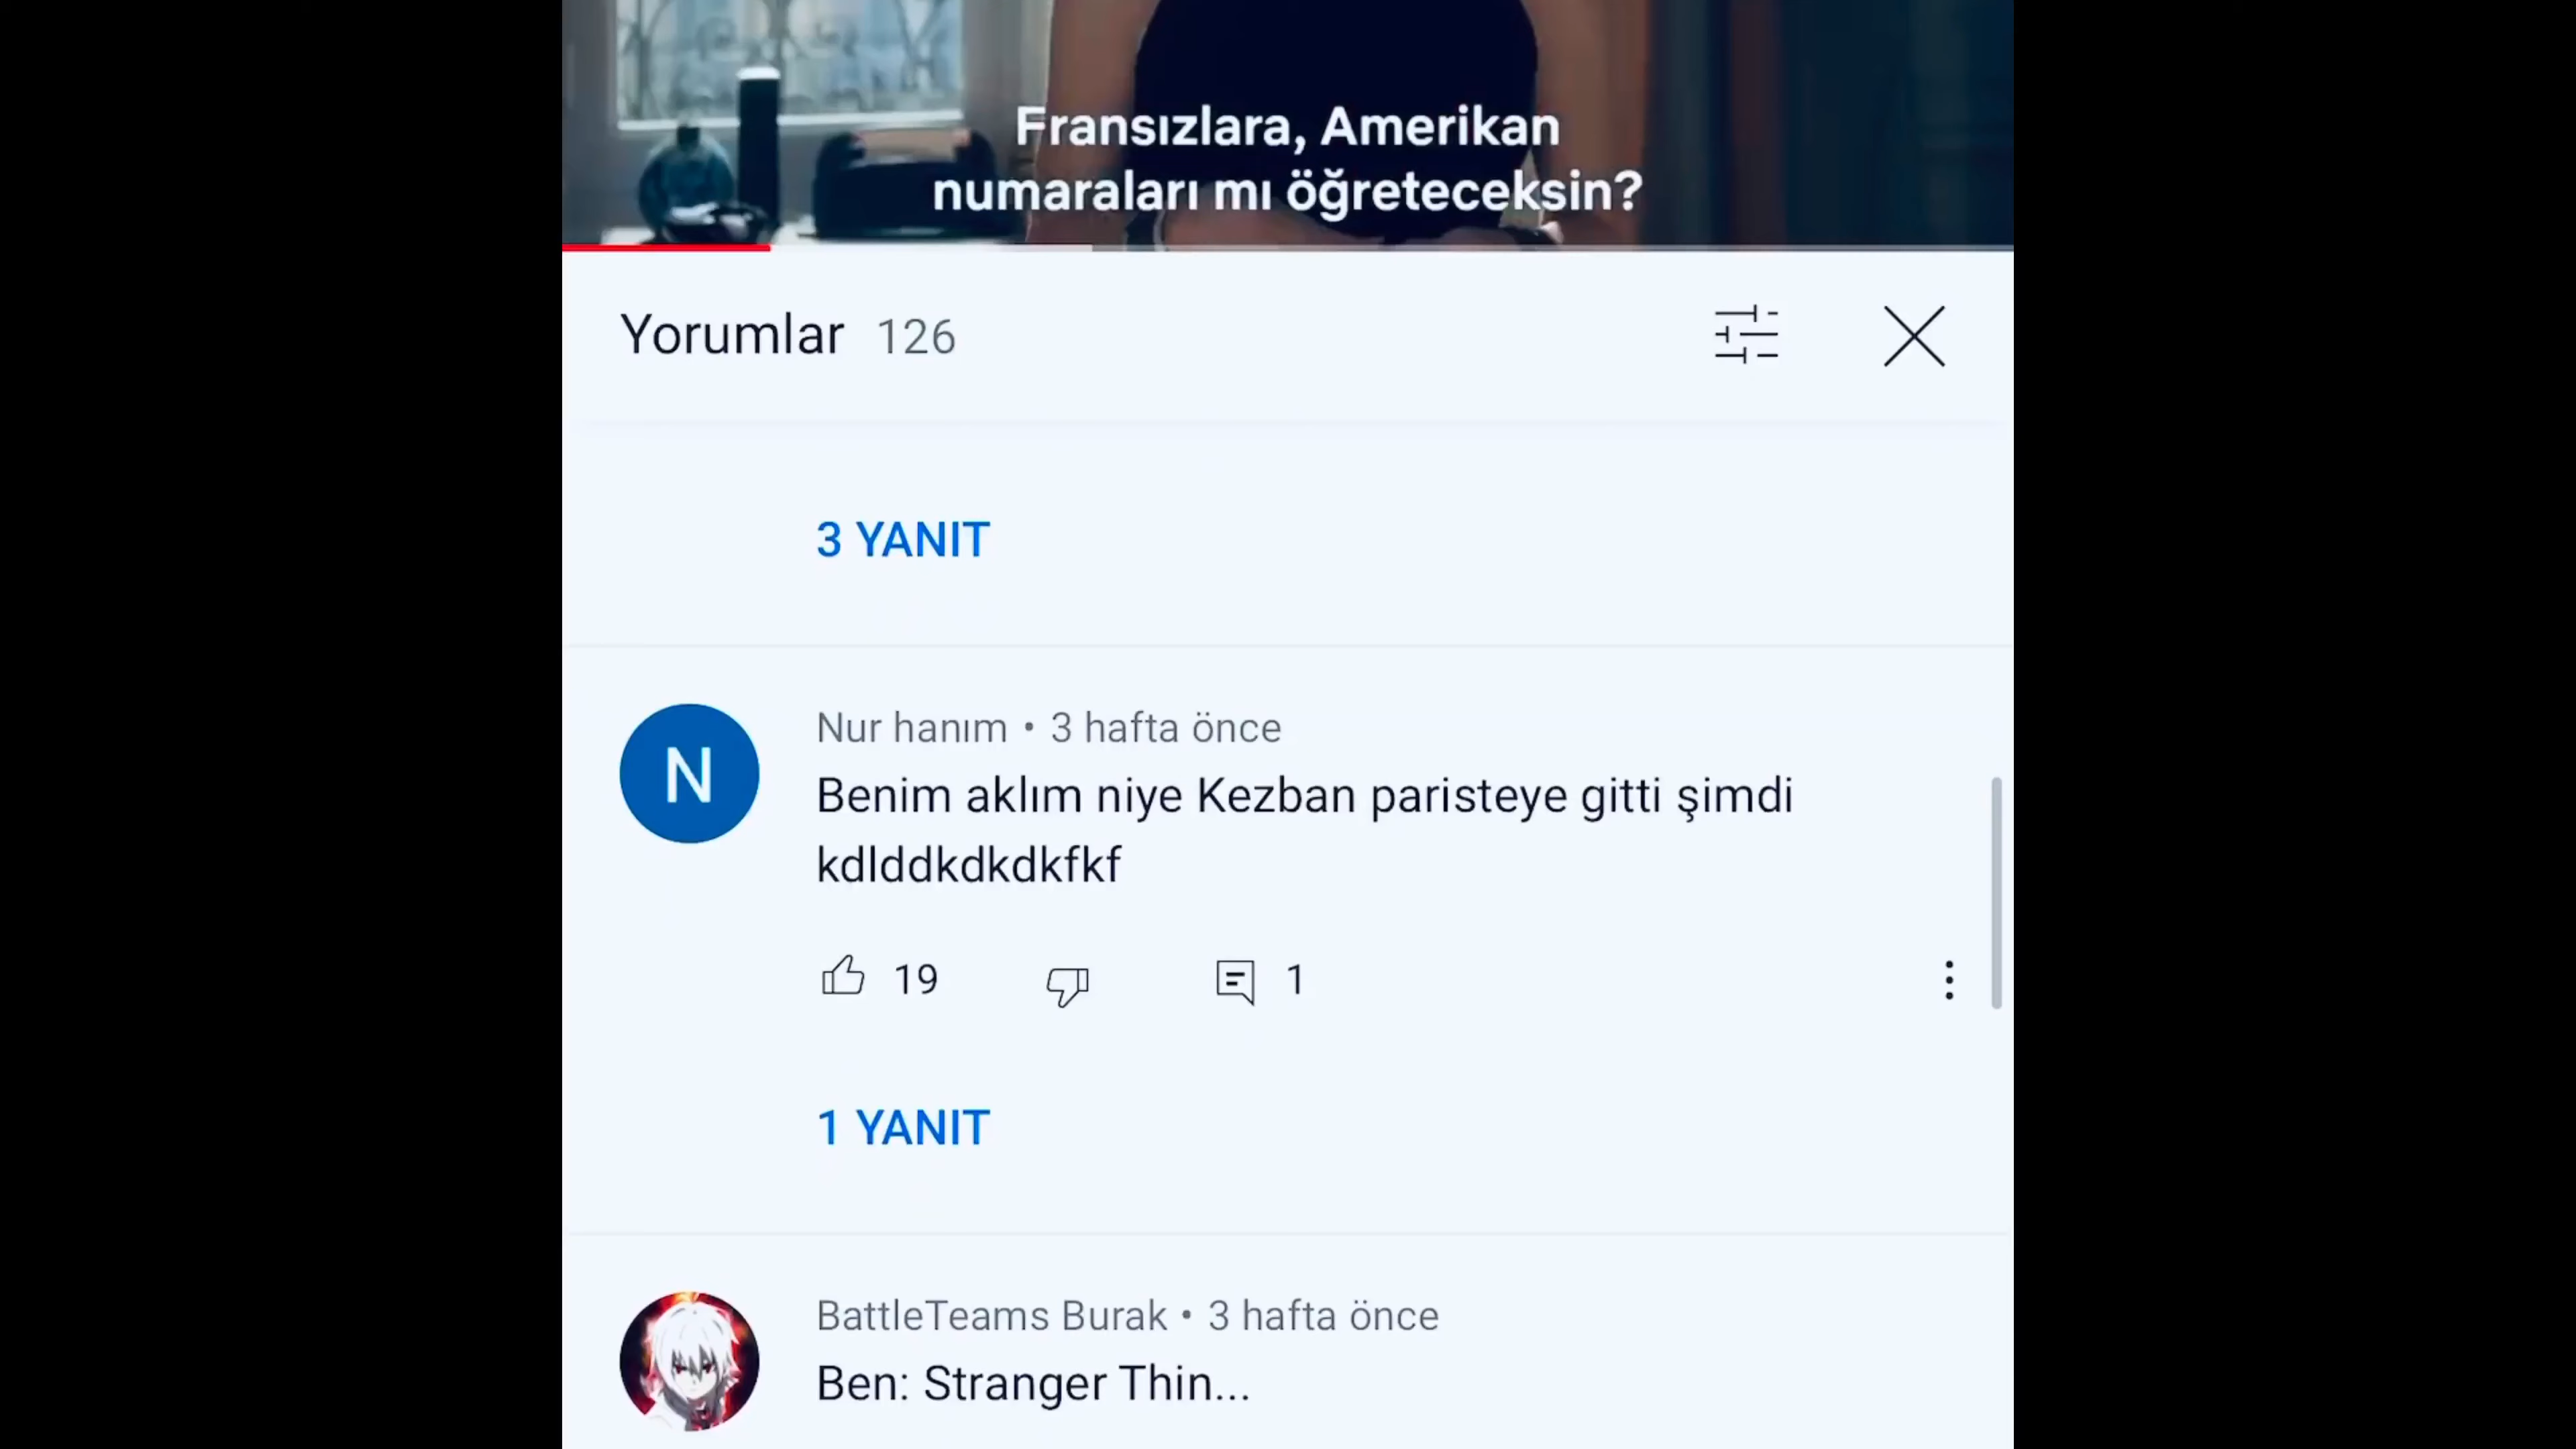 Fransızlara, Amerikan
numaraları mı öğreteceksin?
Yorumlar 126
3 YANIT
N
Nur hanım • 3 hafta önce
Benim aklım niye Kezban paristeye gitti şimdi
kdlddkdkdkfkf
19 1
1 YANIT
BattleTeams Burak • 3 hafta önce
Ben: Stranger Thin...